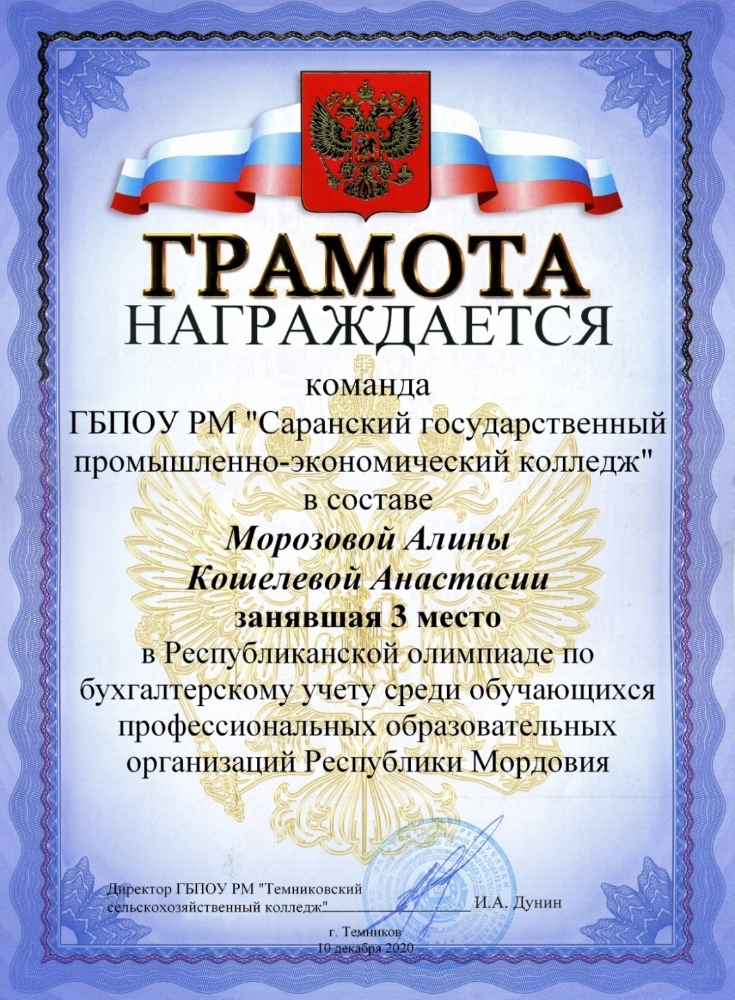 ГРАМОТА
НАГРАЖДАЕТСЯ
команда
ГБПОУ РМ "Саранский государственный
промышленно-экономический колледж"
в составе
Морозовой Алины
Кошелевой Анастасии
занявшая 3 место
в Республиканской олимпиаде по
бухгалтерскому учету среди обучающихся
профессиональных образовательных
организаций Республики Мордовия
Директор ГБПОУ РМ "Темниковский
сельскохозяйственный колледж" И.А. Дунин
г. Темников
10 декабря 2020